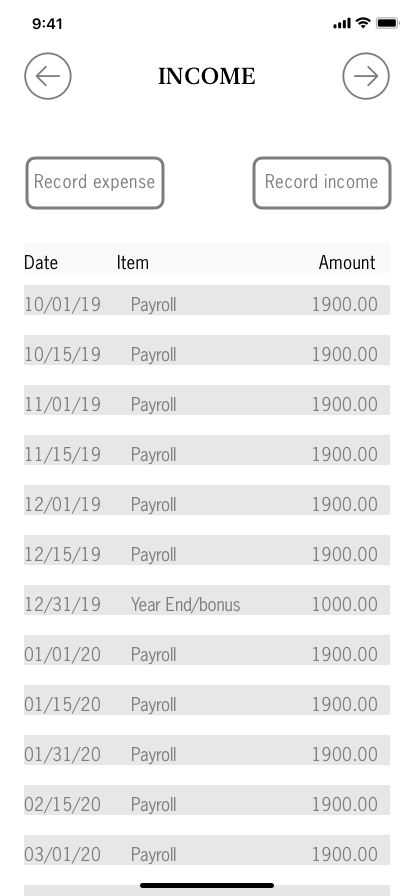 9:41
INCOME
Record expense Record income
Date Item Amount
10/01/19 Payroll 1900.00
10/15/19 Payroll 1900.00
11/01/19 Payroll 1900.00
11/15/19 Payroll 1900.00
12/01/19 Payroll 1900.00
12/15/19 Payroll 1900.00
12/31/19 Year End/bonus 1000.00
01/01/20 Payroll 1900.00
01/15/20 Payroll 1900.00
01/31/20 Payroll 1900.00
02/15/20 Payroll 1900.00
03/01/20 Payroll 1900.00